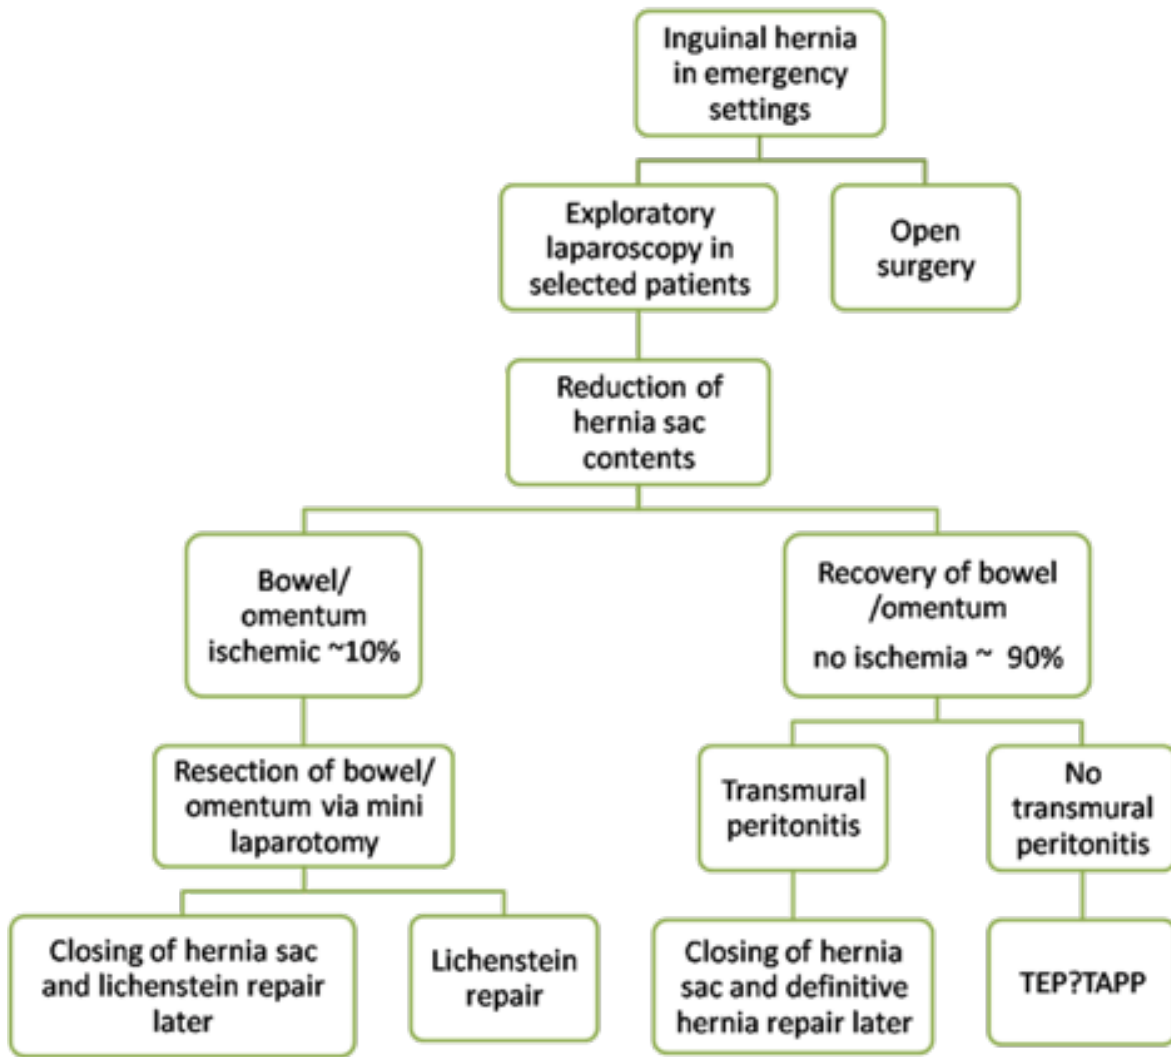 Inguinal hernia
in emergency
settings
Exploratory
laparoscopy in
selected patients
Open
surgery
Reduction of
hernia sac
contents
Bowel/
omentum
ischemic ~10%
Recovery of bowel
/omentum
no ischemia ~ 90%
Resection of bowel/
omentum via mini
laparotomy
Transmural
peritonitis
No
transmural
peritonitis
Closing of hernia sac
and lichenstein repair
later
Lichenstein
repair
Closing of hernia
sac and definitive
hernia repair later
TEP?TAPP